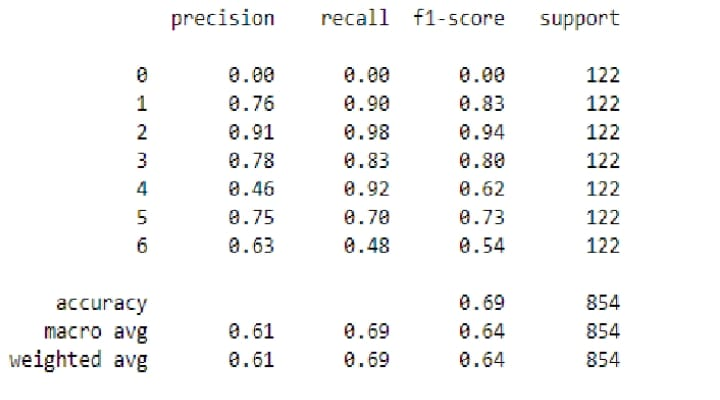 precision recall f1-score support
0 0.00 0.00 0.00 122
1 0.76 0.90 0.83 122
2 0.91 0.98 0.94 122
3 0.78 0.83 0.80 122
4 0.46 0.92 0.62 122
5 0.75 0.70 0.73 122
6 0.63 0.48 0.54 122
accuracy 0.69 854
macro avg 0.61 0.69 0.64 854
weighted avg 0.61 0.69 0.64 854